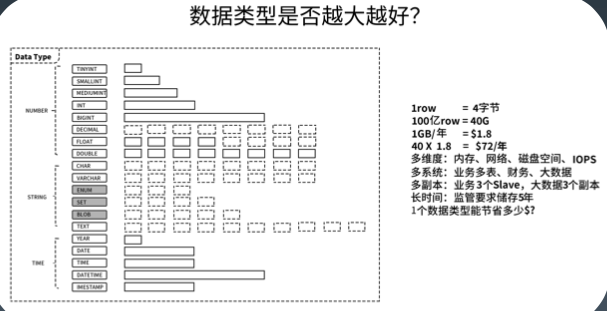 数据类型是否越大越好?
Data Type
NUMBER
TINYINT
SMALLINT
MEDIUMINT
INT
BIGINT
DECIMAL
FLOAT
DOUBLE
STRING
CHAR
VARCHAR
ENUM
SET
BLOB
TEXT
TIME
YEAR
DATE
TIME
DATETIME
IMESTAMP
1row = 4字节
100亿row = 40G
1GB/年 = $1.8
40 X 1.8 = $72/年
多维度：内存、网络、磁盘空间、IOPS
多系统：业务多表、财务、大数据
多副本：业务3个Slave，大数据3个副本
长时间：监管要求储存5年
1个数据类型能节省多少$?